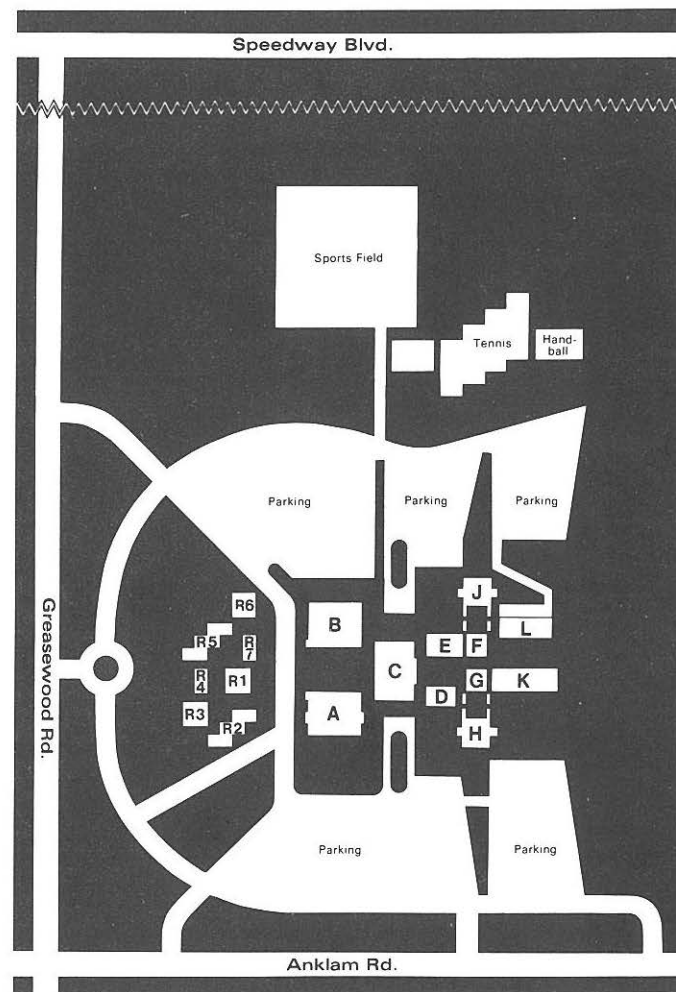 Speedway Blvd.
Sports Field
Tennis
Hand-
ball
Parking
Parking
Parking
Greasewood Rd.
R6
R5
R
7
R
4
R1
R3
R2
B
A
C
J
L
E
F
G
K
D
H
Parking
Parking
Anklam Rd.